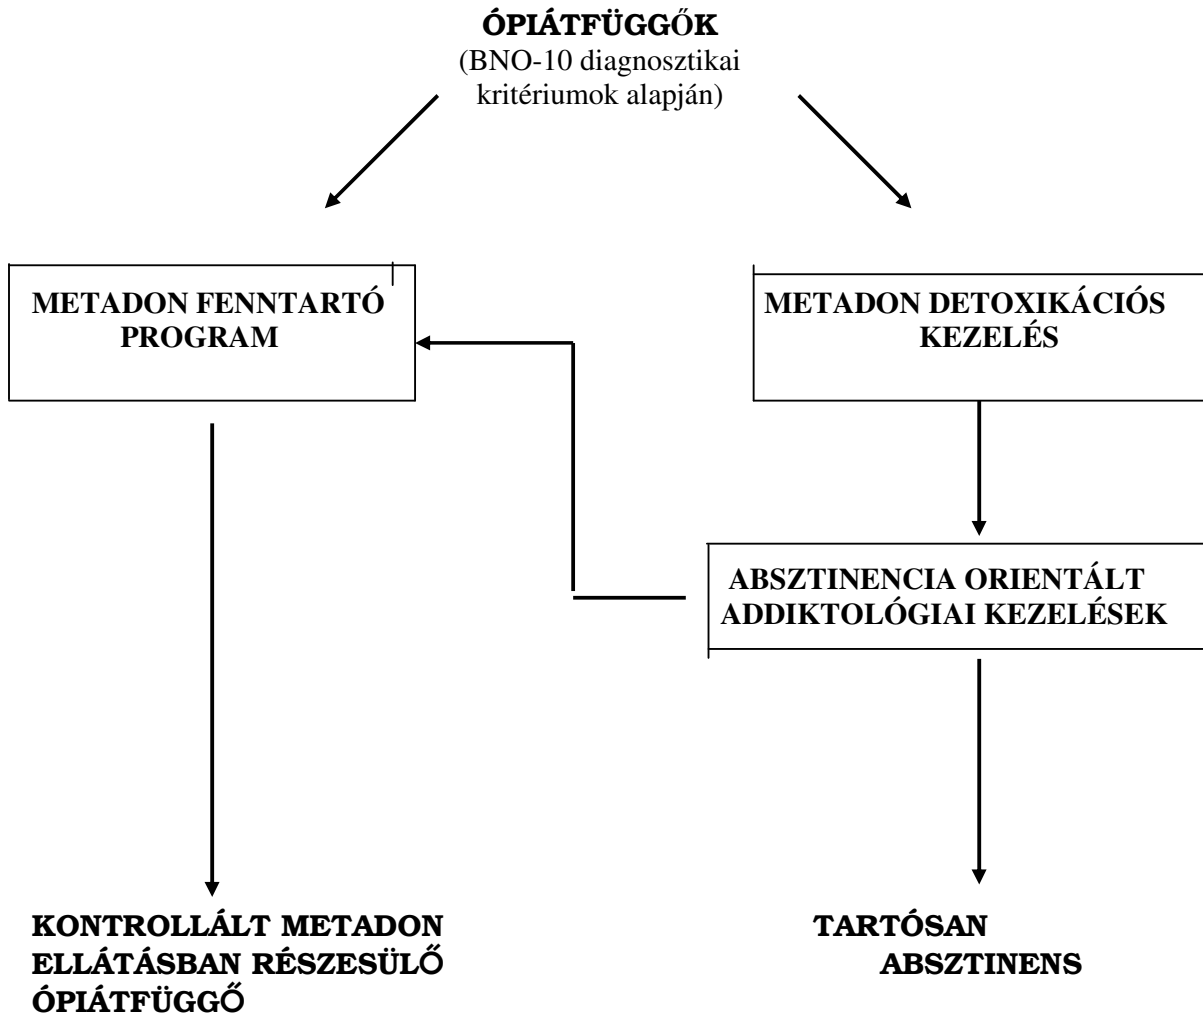 ÓPIÁTFÜGGŐK
(BNO-10 diagnosztikai
kritériumok alapján)
METADON FENNTARTÓ
PROGRAM
METADON DETOXIKÁCIÓS
KEZELÉS
ABSZTINENCIA ORIENTÁLT
ADDIKTOLÓGIAI KEZELÉSEK
KONTROLLÁLT METADON
ELLÁTÁSBAN RÉSZESÜLŐ
ÓPIÁTFÜGGŐ
TARTÓSAN
ABSZTINENS